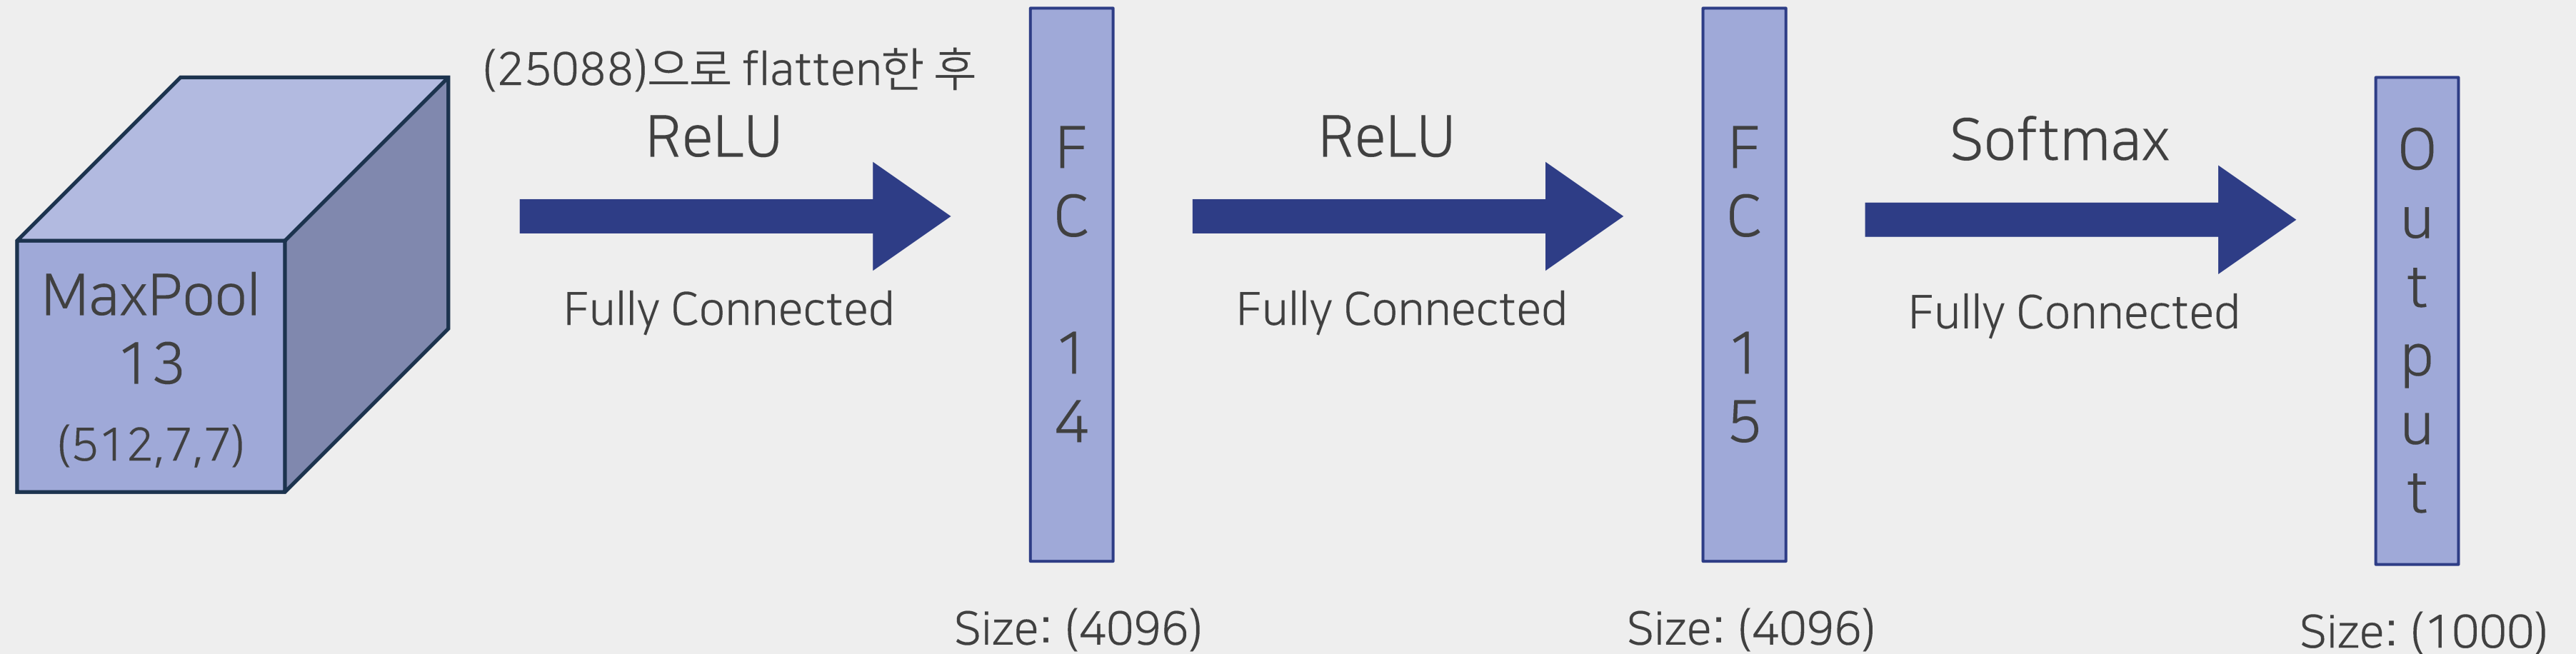 MaxPool
13
(512,7,7)
(25088)으로 flatten한 후
ReLU
Fully Connected
F
C
1
4
Size: (4096)
ReLU
Fully Connected
F
C
1
5
Size: (4096)
Softmax
Fully Connected
O
u
t
p
u
t
Size: (1000)